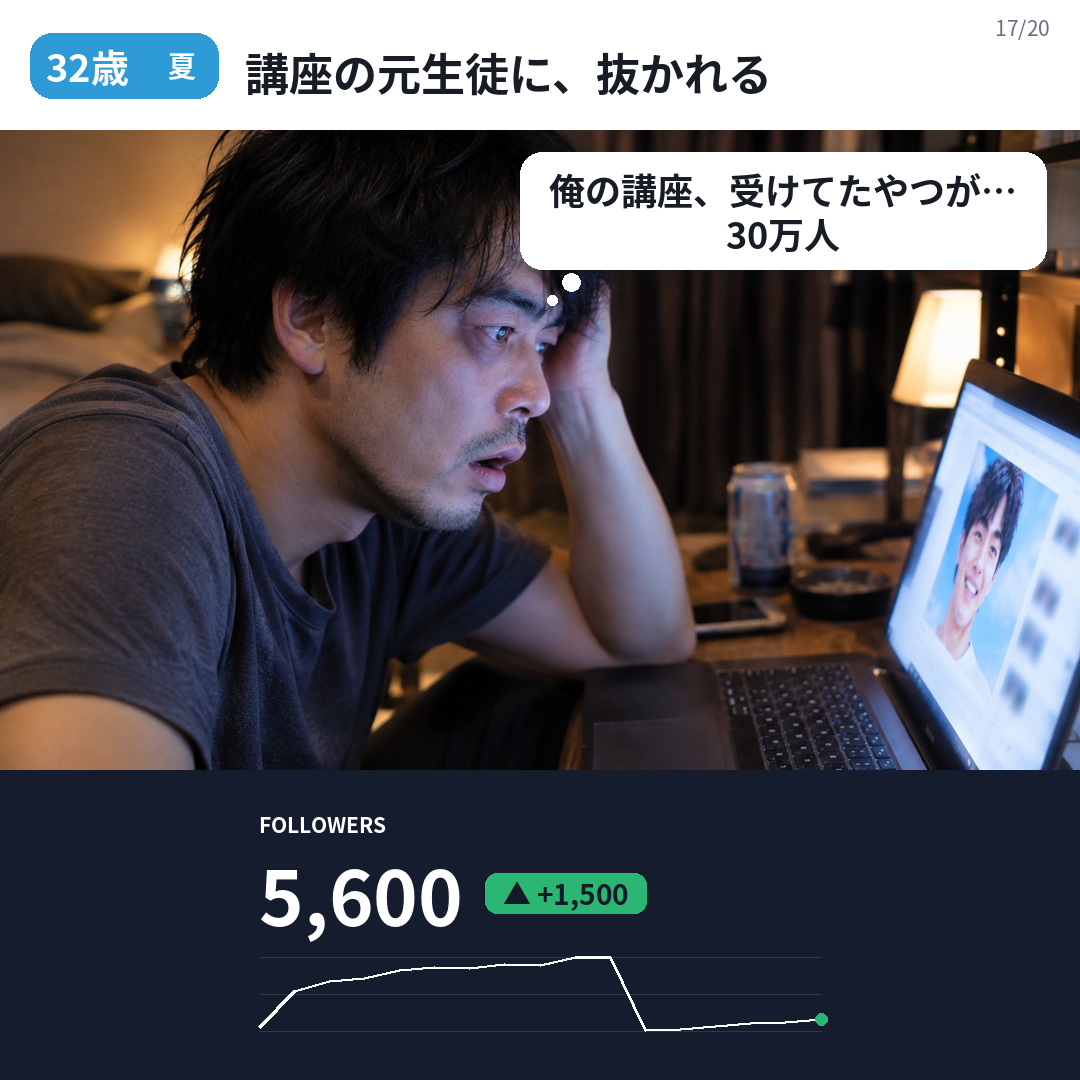 17/20
32歳 夏
講座の元生徒に、抜かれる
俺の講座、受けてたやつが…
30万人
FOLLOWERS
5,600
▲ +1,500